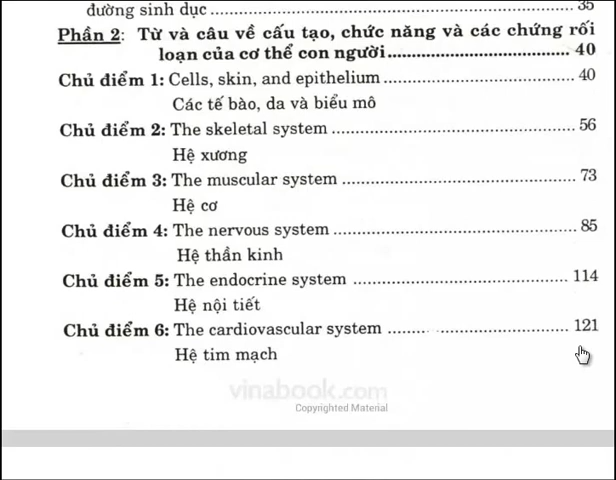 đường sinh dục ........................................................................ 35
Phần 2: Từ và câu về cấu tạo, chức năng và các chứng rối
loạn của cơ thể con người.................................. 40
Chủ điểm 1: Cells, skin, and epithelium ................................... 40
Các tế bào, da và biểu mô
Chủ điểm 2: The skeletal system ............................................. 56
Hệ xương
Chủ điểm 3: The muscular system ........................................... 73
Hệ cơ
Chủ điểm 4: The nervous system ............................................. 85
Hệ thần kinh
Chủ điểm 5: The endocrine system ........................................ 114
Hệ nội tiết
Chủ điểm 6: The cardiovascular system .................................. 121
Hệ tim mạch
vinabook.com
Copyrighted Material